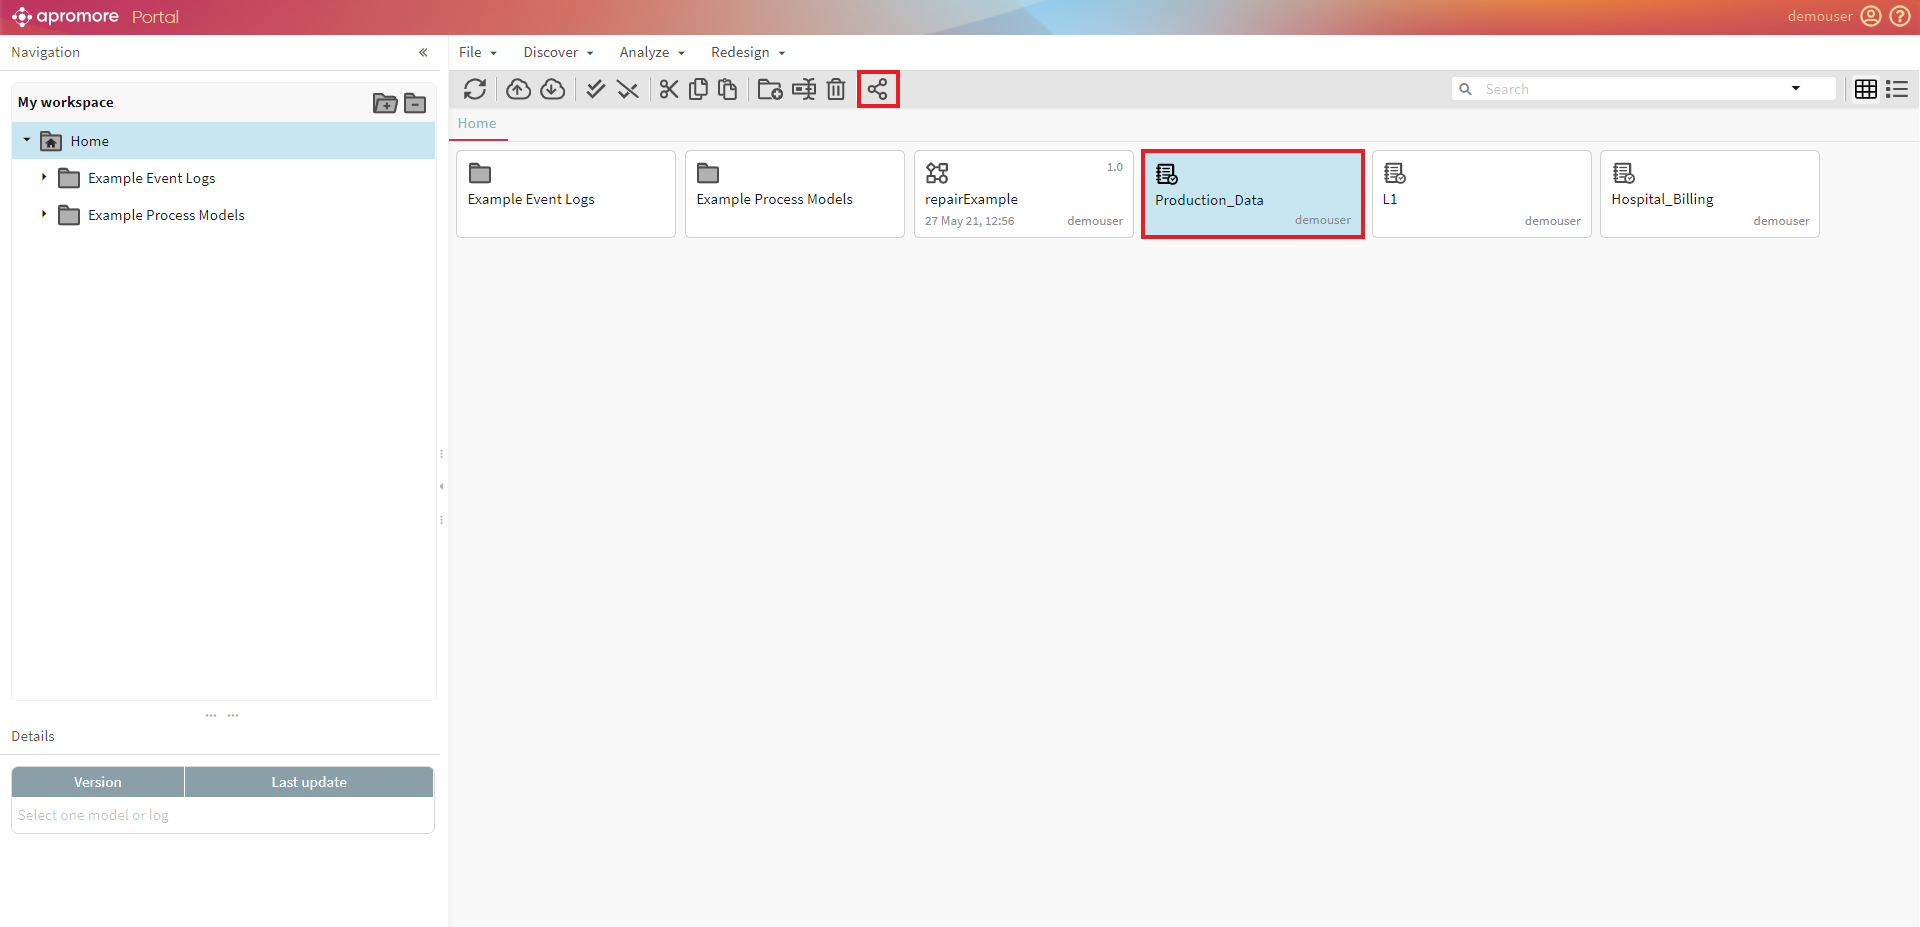 apromore Portal
demouser
Navigation
File Discover Analyze Redesign
Search
My workspace
Home
Example Event Logs
Example Process Models
Home
Example Event Logs
Example Process Models
repairExample
1.0
27 May 21, 12:56 demouser
Production_Data
demouser
L1
demouser
Hospital_Billing
demouser
Details
Version Last update
Select one model or log